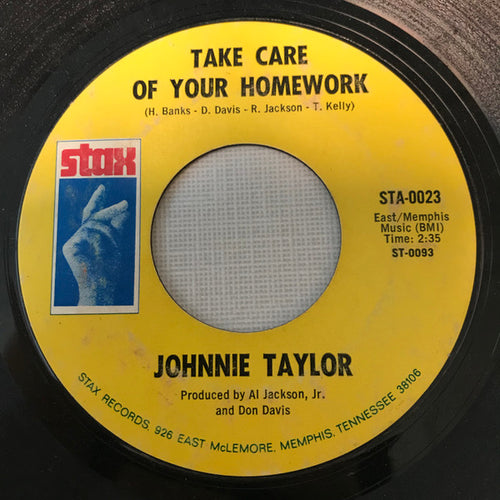 TAKE CARE
OF YOUR HOMEWORK
(H. Banks - D. Davis - R. Jackson - T. Kelly)
stax
STA-0023
East/Memphis
Music (BMI)
Time: 2:35
ST-0093
JOHNNIE TAYLOR
Produced by Al Jackson, Jr.
and Don Davis
STAX RECORDS, 926 EAST McLEMORE, MEMPHIS, TENNESSEE 38106